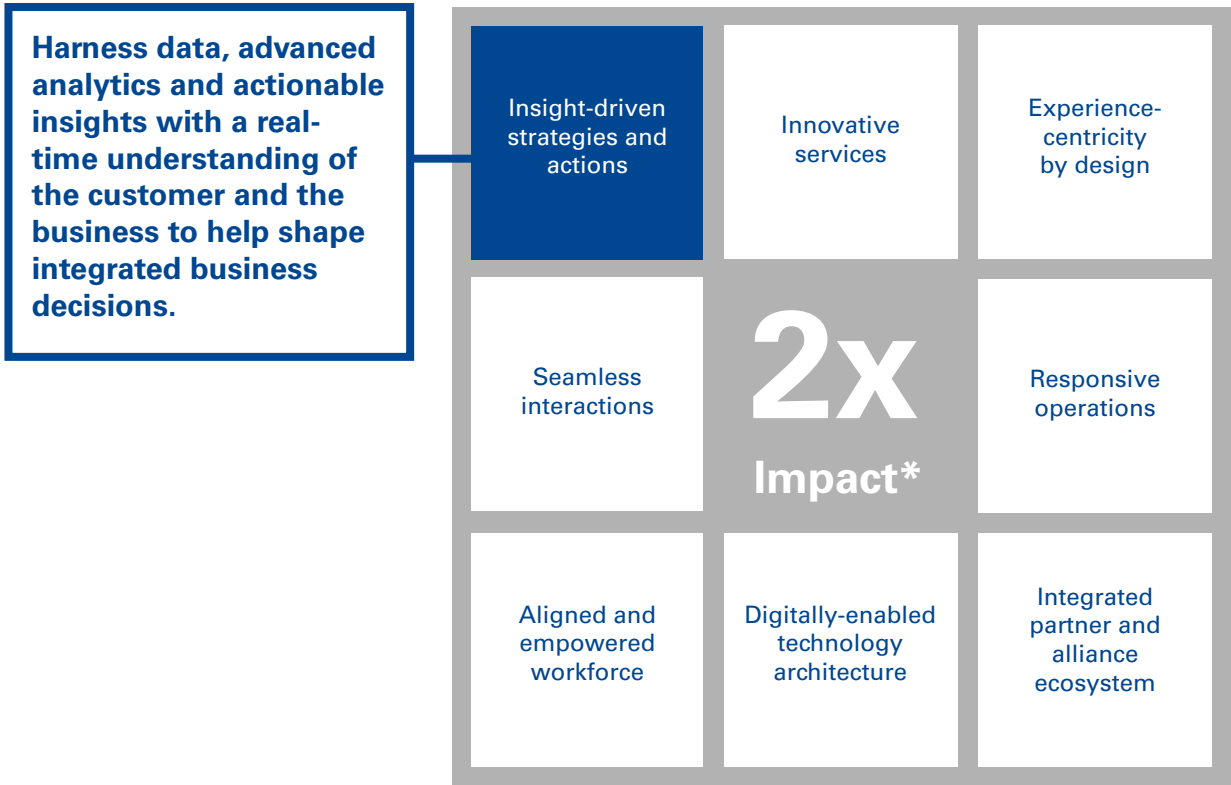 Harness data, advanced
analytics and actionable
insights with a real-
time understanding of
the customer and the
business to help shape
integrated business
decisions.
Insight-driven
strategies and
actions
Innovative
services
Experience-
centricity
by design
Seamless
interactions
2x
Impact*
Responsive
operations
Aligned and
empowered
workforce
Digitally-enabled
technology
architecture
Integrated
partner and
alliance
ecosystem